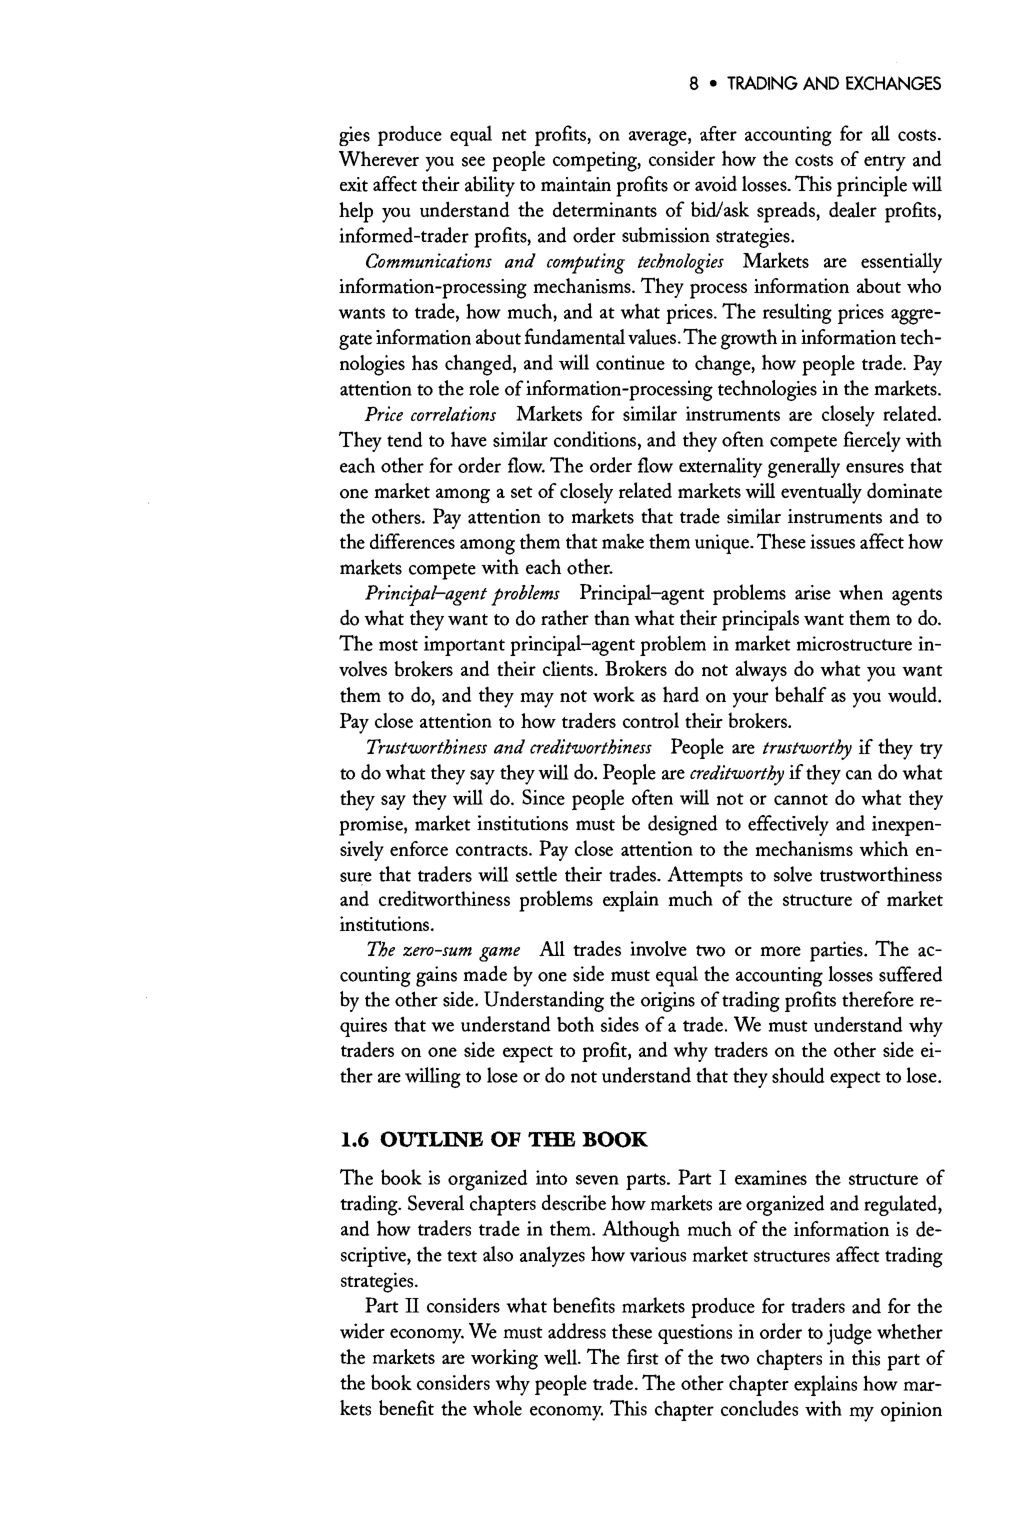 8 • TRADING AND EXCHANGES
gies produce equal net profits, on average, after accounting for all costs.
Wherever you see people competing, consider how the costs of entry and
exit affect their ability to maintain profits or avoid losses. This principle will
help you understand the determinants of bid/ask spreads, dealer profits,
informed-trader profits, and order submission strategies.
Communications and computing technologies Markets are essentially
information-processing mechanisms. They process information about who
wants to trade, how much, and at what prices. The resulting prices aggre-
gate information about fundamental values. The growth in information tech-
nologies has changed, and will continue to change, how people trade. Pay
attention to the role of information-processing technologies in the markets.
Price correlations Markets for similar instruments are closely related.
They tend to have similar conditions, and they often compete fiercely with
each other for order flow. The order flow externality generally ensures that
one market among a set of closely related markets will eventually dominate
the others. Pay attention to markets that trade similar instruments and to
the differences among them that make them unique. These issues affect how
markets compete with each other.
Principal–agent problems Principal–agent problems arise when agents
do what they want to do rather than what their principals want them to do.
The most important principal–agent problem in market microstructure in-
volves brokers and their clients. Brokers do not always do what you want
them to do, and they may not work as hard on your behalf as you would.
Pay close attention to how traders control their brokers.
Trustworthiness and creditworthiness People are trustworthy if they try
to do what they say they will do. People are creditworthy if they can do what
they say they will do. Since people often will not or cannot do what they
promise, market institutions must be designed to effectively and inexpen-
sively enforce contracts. Pay close attention to the mechanisms which en-
sure that traders will settle their trades. Attempts to solve trustworthiness
and creditworthiness problems explain much of the structure of market
institutions.
The zero-sum game All trades involve two or more parties. The ac-
counting gains made by one side must equal the accounting losses suffered
by the other side. Understanding the origins of trading profits therefore re-
quires that we understand both sides of a trade. We must understand why
traders on one side expect to profit, and why traders on the other side ei-
ther are willing to lose or do not understand that they should expect to lose.
1.6 OUTLINE OF THE BOOK
The book is organized into seven parts. Part I examines the structure of
trading. Several chapters describe how markets are organized and regulated,
and how traders trade in them. Although much of the information is de-
scriptive, the text also analyzes how various market structures affect trading
strategies.
Part II considers what benefits markets produce for traders and for the
wider economy. We must address these questions in order to judge whether
the markets are working well. The first of the two chapters in this part of
the book considers why people trade. The other chapter explains how mar-
kets benefit the whole economy. This chapter concludes with my opinion